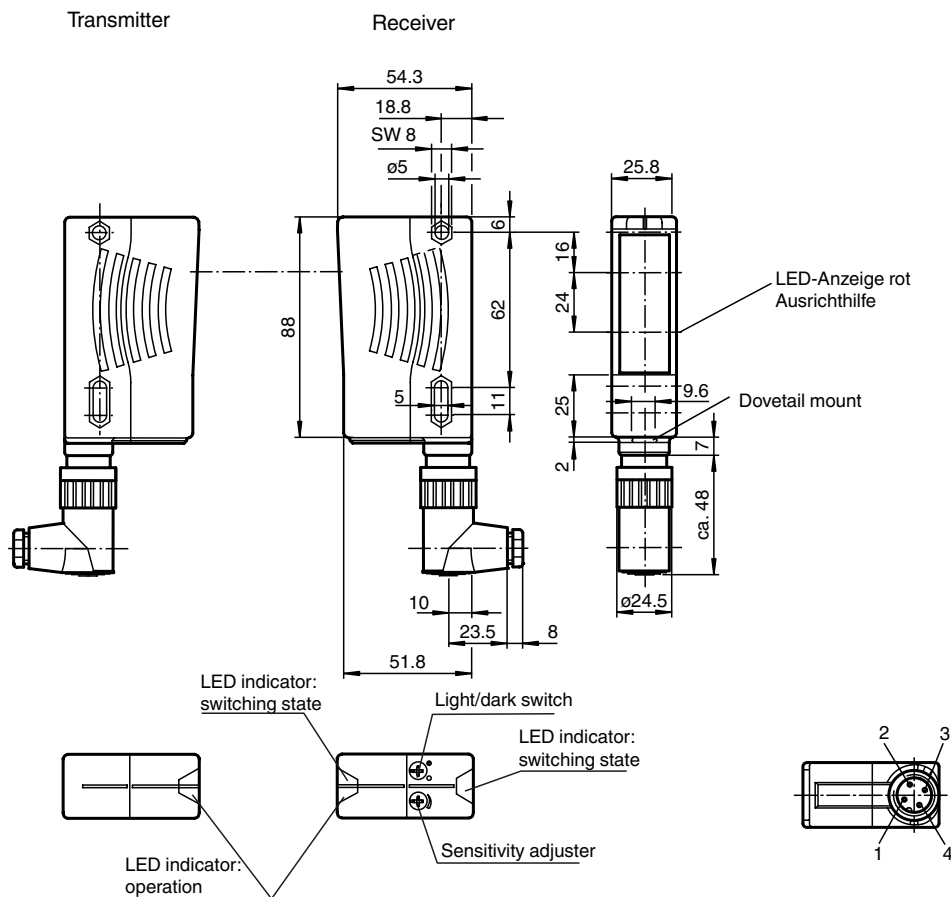 Transmitter
Receiver
54.3
18.8
SW 8
ø5
25.8
6
16
62
24
LED-Anzeige rot
Ausrichthilfe
88
5
11
25
9.6
Dovetail mount
2
7
ca. 48
10
ø24.5
23.5
8
51.8
LED indicator:
switching state
Light/dark switch
LED indicator:
switching state
2
3
1
4
Sensitivity adjuster
LED indicator:
operation